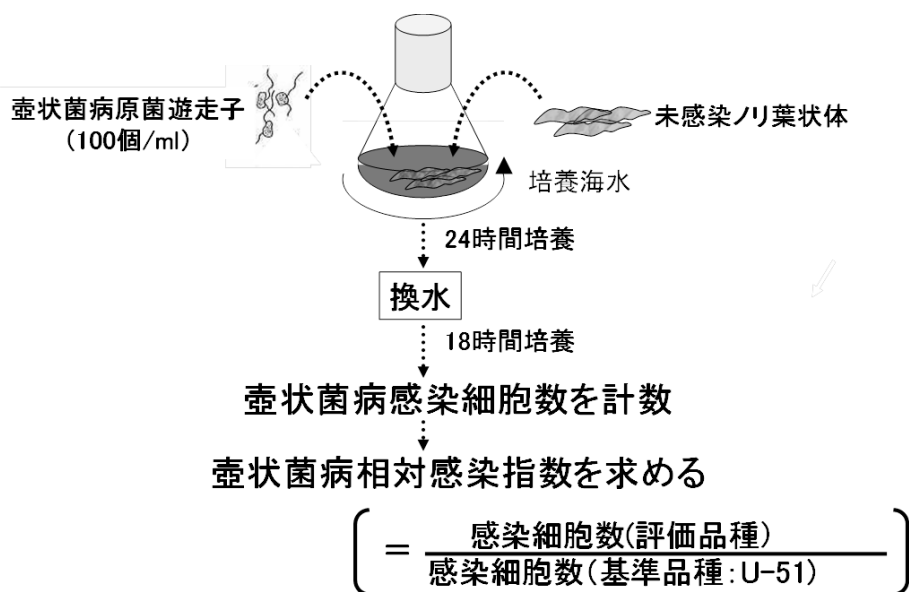 壺状菌病原菌遊走子
(100個/ml)
未感染ノリ葉状体
培養海水
24時間培養
換水
18時間培養
壺状菌病感染細胞数を計数
壺状菌病相対感染指数を求める
= 感染細胞数(評価品種)
感染細胞数(基準品種:U-51)